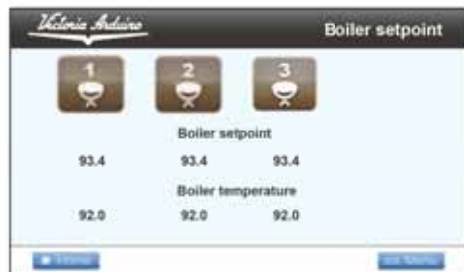 Victoria Arduino
Boiler setpoint
1 2 3
Boiler setpoint
93.4 93.4 93.4
Boiler temperature
92.0 92.0 92.0
Menu